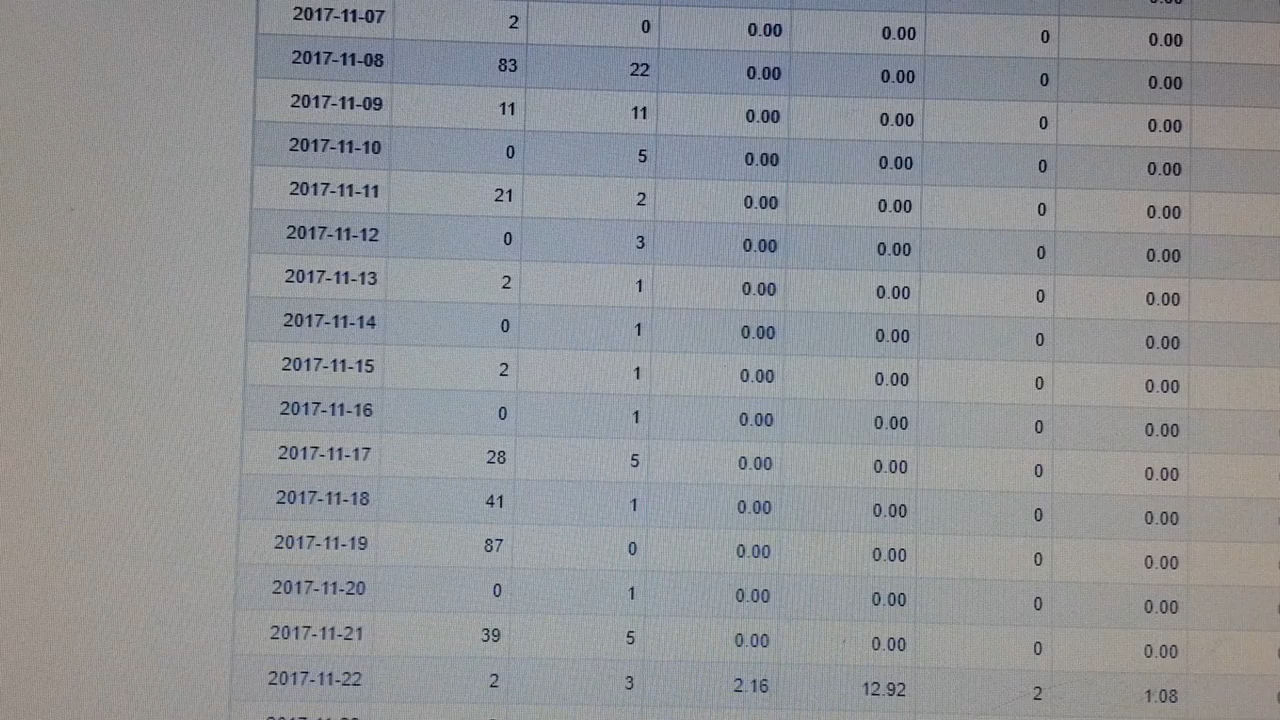 2017-11-07 2 0 0.00 0.00 0 0.00
2017-11-08 83 22 0.00 0.00 0 0.00
2017-11-09 11 11 0.00 0.00 0 0.00
2017-11-10 0 5 0.00 0.00 0 0.00
2017-11-11 21 2 0.00 0.00 0 0.00
2017-11-12 0 3 0.00 0.00 0 0.00
2017-11-13 2 1 0.00 0.00 0 0.00
2017-11-14 0 1 0.00 0.00 0 0.00
2017-11-15 2 1 0.00 0.00 0 0.00
2017-11-16 0 1 0.00 0.00 0 0.00
2017-11-17 28 5 0.00 0.00 0 0.00
2017-11-18 41 1 0.00 0.00 0 0.00
2017-11-19 87 0 0.00 0.00 0 0.00
2017-11-20 0 1 0.00 0.00 0 0.00
2017-11-21 39 5 0.00 0.00 0 0.00
2017-11-22 2 3 2.16 12.92 2 1.08